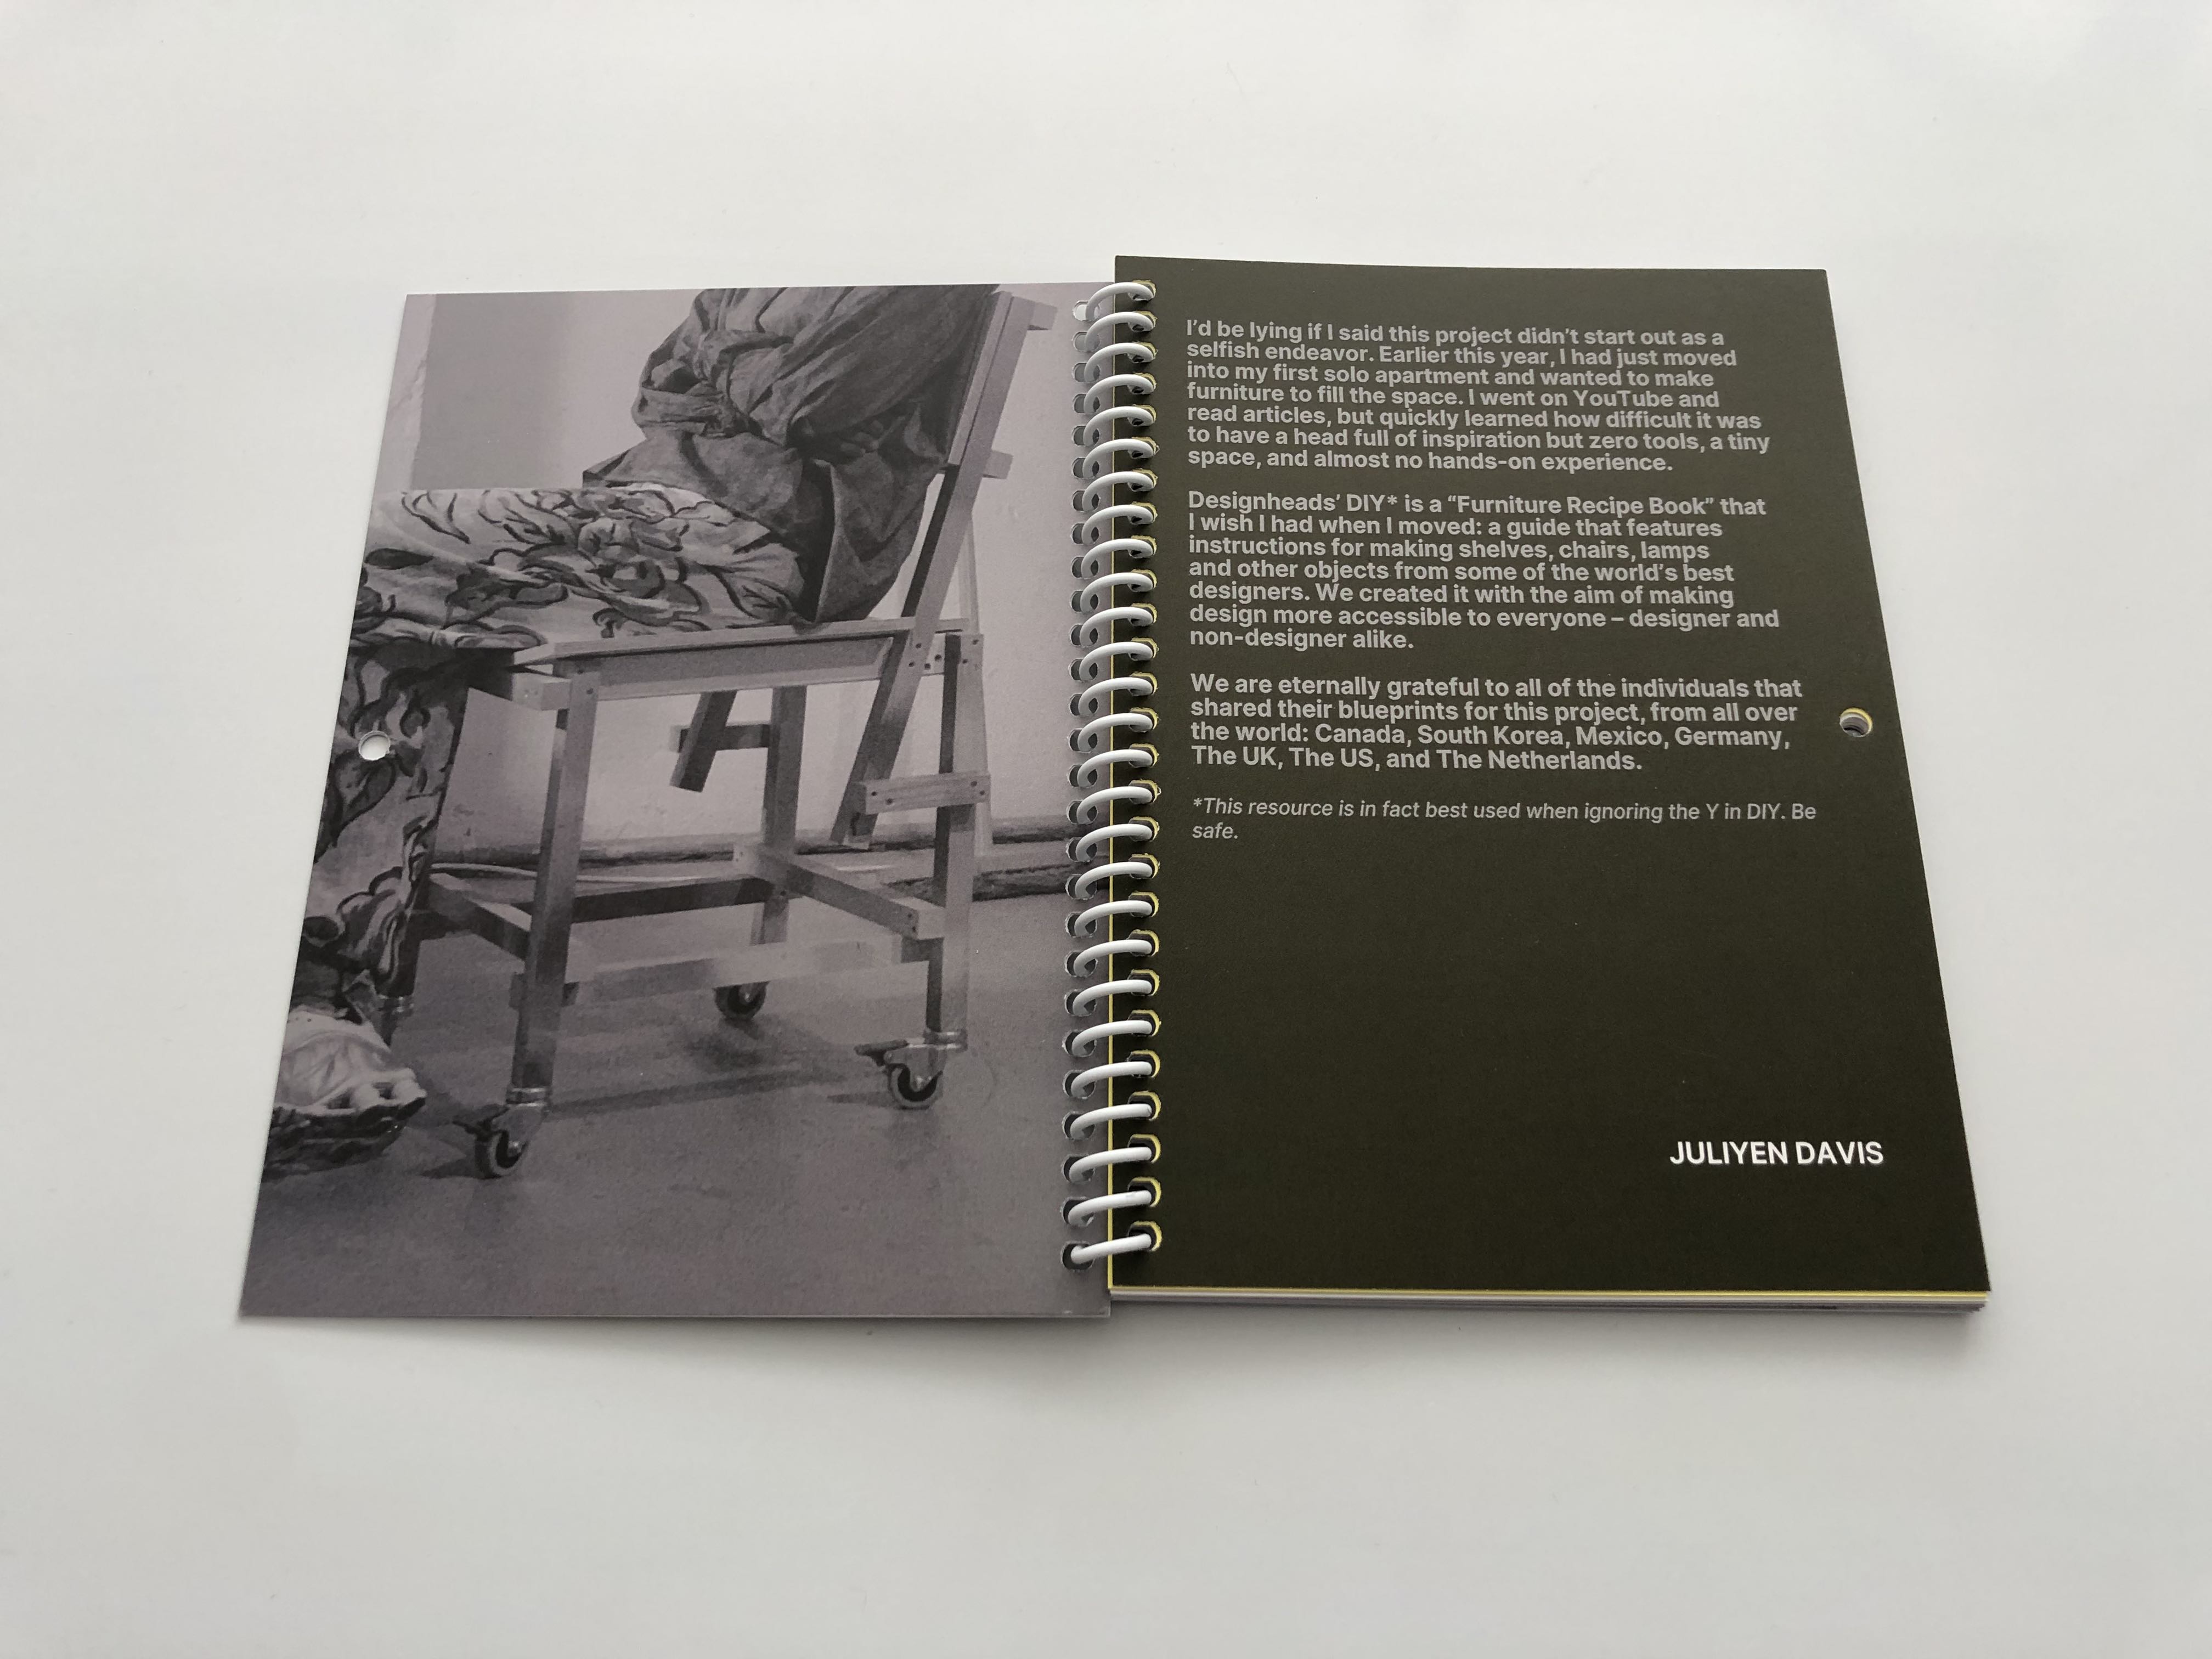 I'd be lying if I said this project didn't start out as a
selfish endeavor. Earlier this year, I had just moved
into my first solo apartment and wanted to make
furniture to fill the space. I went on YouTube and
read articles, but quickly learned how difficult it was
to have a head full of inspiration but zero tools, a tiny
space, and almost no hands-on experience.
Designheads' DIY* is a “Furniture Recipe Book” that
I wish I had when I moved: a guide that features
instructions for making shelves, chairs, lamps
and other objects from some of the world's best
designers. We created it with the aim of making
design more accessible to everyone – designer and
non-designer alike.
We are eternally grateful to all of the individuals that
shared their blueprints for this project, from all over
the world: Canada, South Korea, Mexico, Germany,
The UK, The US, and The Netherlands.
*This resource is in fact best used when ignoring the Y in DIY. Be
safe.
JULIYEN DAVIS